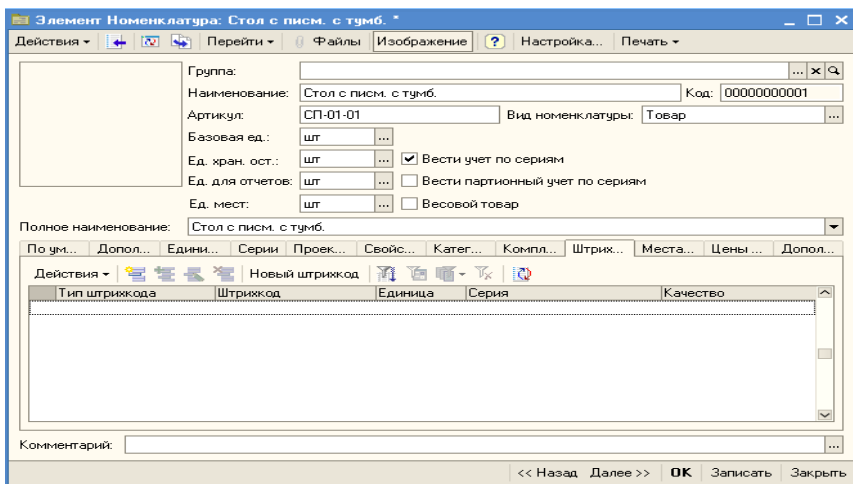 Элемент Номенклатура: Стол с писм. с тумб. *
Действия Перейти Файлы Изображение ? Настройка... Печать
Группа: ...
Наименование: Стол с писм. с тумб. Код: 00000000001
Артикул: СП-01-01 Вид номенклатуры: Товар ...
Базовая ед.: шт ...
Ед. хран. ост.: шт ... Вести учет по сериям
Ед. для отчетов: шт ... Вести партионный учет по сериям
Ед. мест: шт ... Весовой товар
Полное наименование: Стол с писм. с тумб.
По ум... Допол... Едини... Серии Проек... Свойс... Катег... Компл... Штрих... Места... Цены ... Допол...
Действия Новый штрихкод
Тип штрихкода Штрихкод Единица Серия Качество
Комментарий: ...
<< Назад Далее >> OK Записать Закрыть